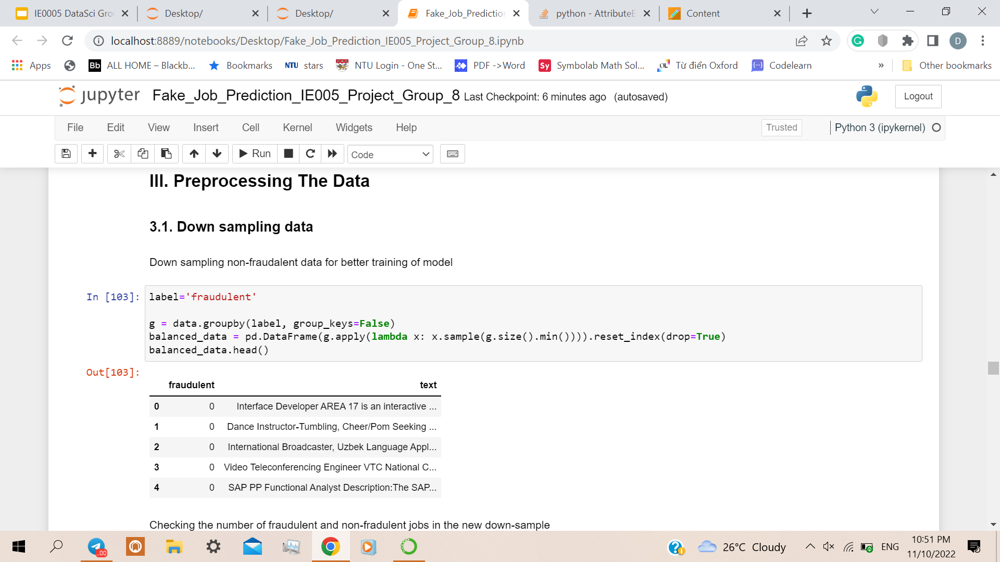 IE0005 DataSci Gro
Desktop/
Desktop/
Fake_Job_Prediction
python - AttributeE
Content
localhost:8889/notebooks/Desktop/Fake_Job_Prediction_IE005_Project_Group_8.ipynb
D
Apps
Bb ALL HOME – Blackb...
Bookmarks
NTU stars
NTU Login - One St...
PDF ->Word
Sy Symbolab Math Sol...
OL Từ điển Oxford
Codelearn
»
Other bookmarks
jupyter Fake_Job_Prediction_IE005_Project_Group_8 Last Checkpoint: 6 minutes ago (autosaved)
Logout
File Edit View Insert Cell Kernel Widgets Help
Trusted
Python 3 (ipykernel)
Run
Code
III. Preprocessing The Data
3.1. Down sampling data
Down sampling non-fraudalent data for better training of model
In [103]: label='fraudulent'
g = data.groupby(label, group_keys=False)
balanced_data = pd.DataFrame(g.apply(lambda x: x.sample(g.size().min()))).reset_index(drop=True)
balanced_data.head()
Out[103]:
fraudulent text
0 0 Interface Developer AREA 17 is an interactive ...
1 0 Dance Instructor-Tumbling, Cheer/Pom Seeking ...
2 0 International Broadcaster, Uzbek Language Appl...
3 0 Video Teleconferencing Engineer VTC National C...
4 0 SAP PP Functional Analyst Description:The SAP...
Checking the number of fraudulent and non-fradulent jobs in the new down-sample
.00
26°C Cloudy
ENG
10:51 PM
11/10/2022